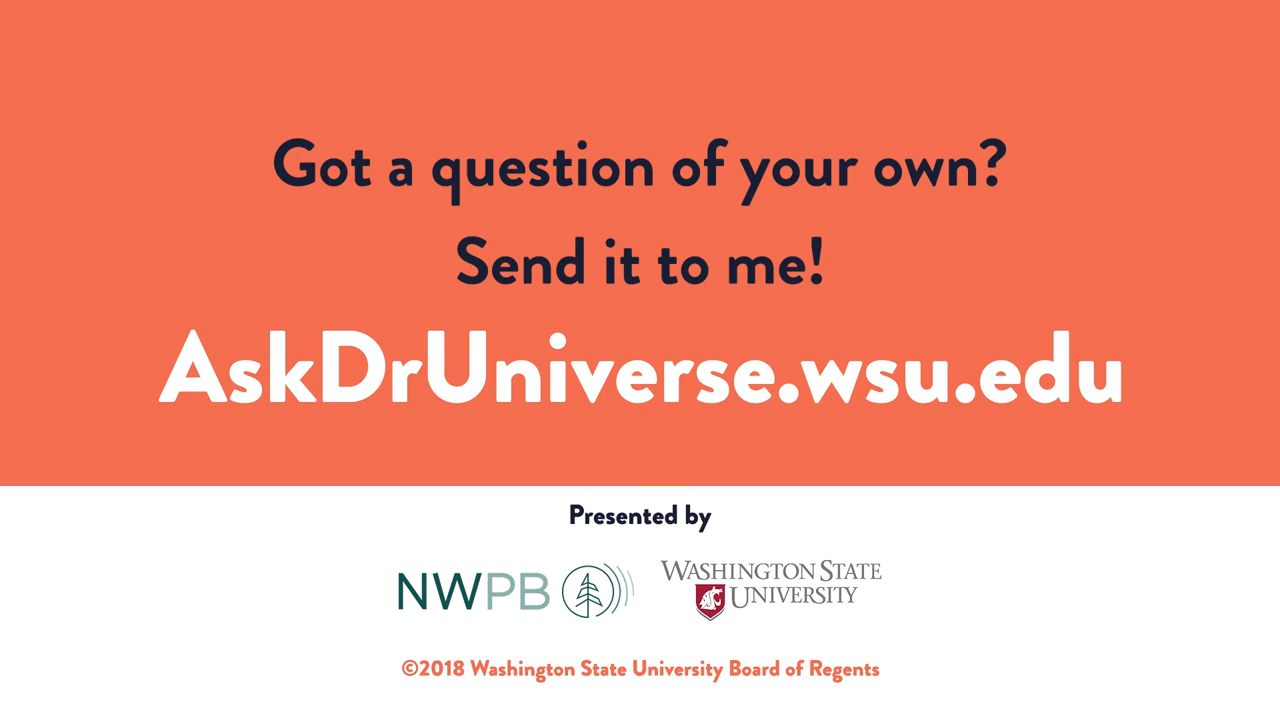 Got a question of your own?
Send it to me!
AskDrUniverse.wsu.edu
Presented by
NWPB
WASHINGTON STATE
UNIVERSITY
©2018 Washington State University Board of Regents